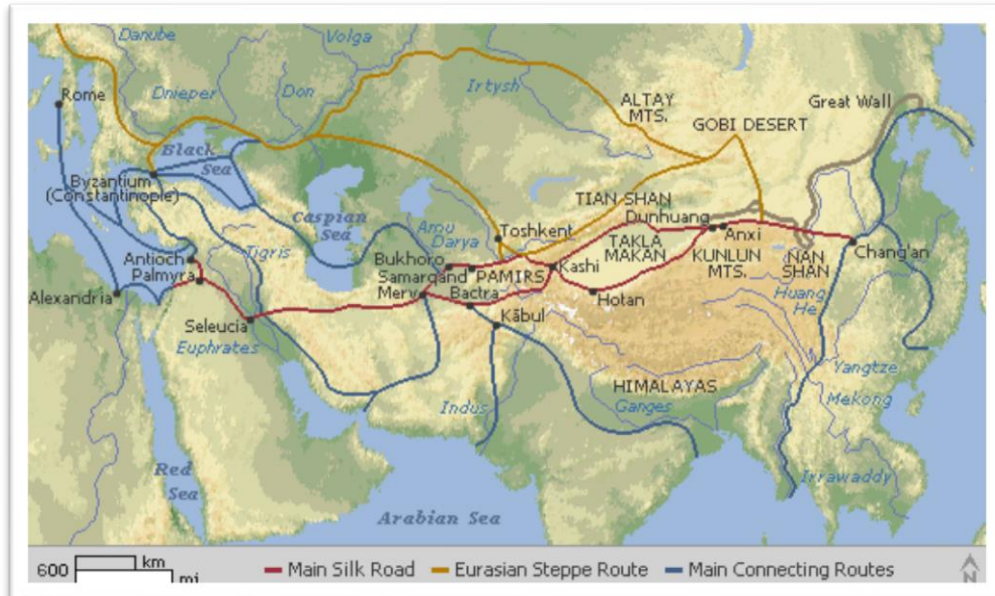 Danube
Volga
Rome
Dnieper
Don
Irtysh
ALTAY
MTS.
Great Wall
GOBI DESERT
Black
Sea
Byzantium
(Constantinople)
Caspian
Sea
Tigris
Amu
Darya
Toshkent
TIAN SHAN
Dunhuang
Anxi
Chang'an
Antioch
Palmyra
Bukhoro
Samarqand
PAMIRS
Kashi
TAKLA
MAKAN
KUNLUN
MTS.
NAN
SHAN
Alexandria
Merv
Bactra
Hotan
Huang
He
Seleucia
Kābul
Euphrates
Yangtze
HIMALAYAS
Indus
Ganges
Mekong
Red
Sea
Irrawaddy
Arabian Sea
600
km
mi
Main Silk Road
Eurasian Steppe Route
Main Connecting Routes
N